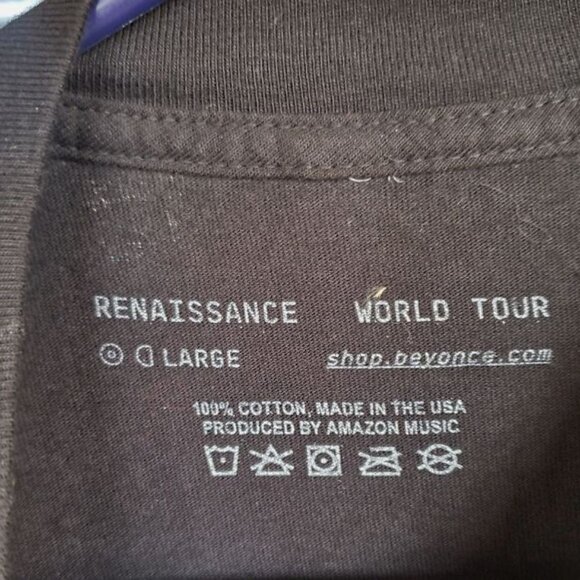 RENAISSANCE WORLD TOUR
LARGE shop.beyonce.com
100% COTTON, MADE IN THE USA
PRODUCED BY AMAZON MUSIC